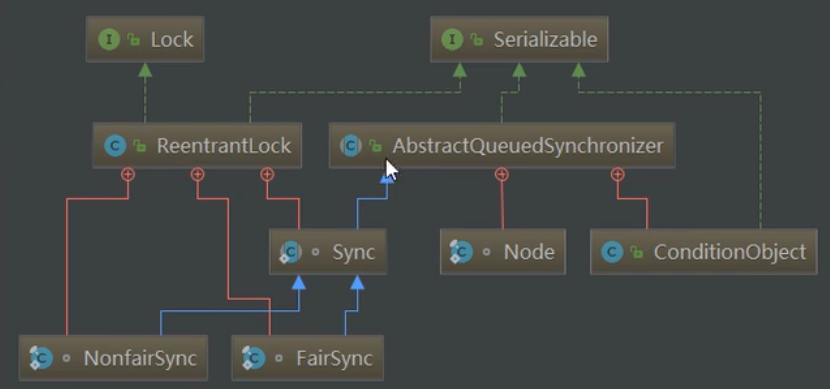 I Lock
I Serializable
C ReentrantLock
C AbstractQueuedSynchronizer
C Sync
C Node
C ConditionObject
C NonfairSync
C FairSync